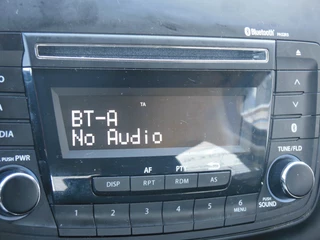 Bluetooth
TA
BT-A
No Audio
AF PTY
DISP RPT RDM AS
DIA
PUSH PWR
TUNE/FLD
PUSH
SOUND
1 2 3 4 5 6
MENU